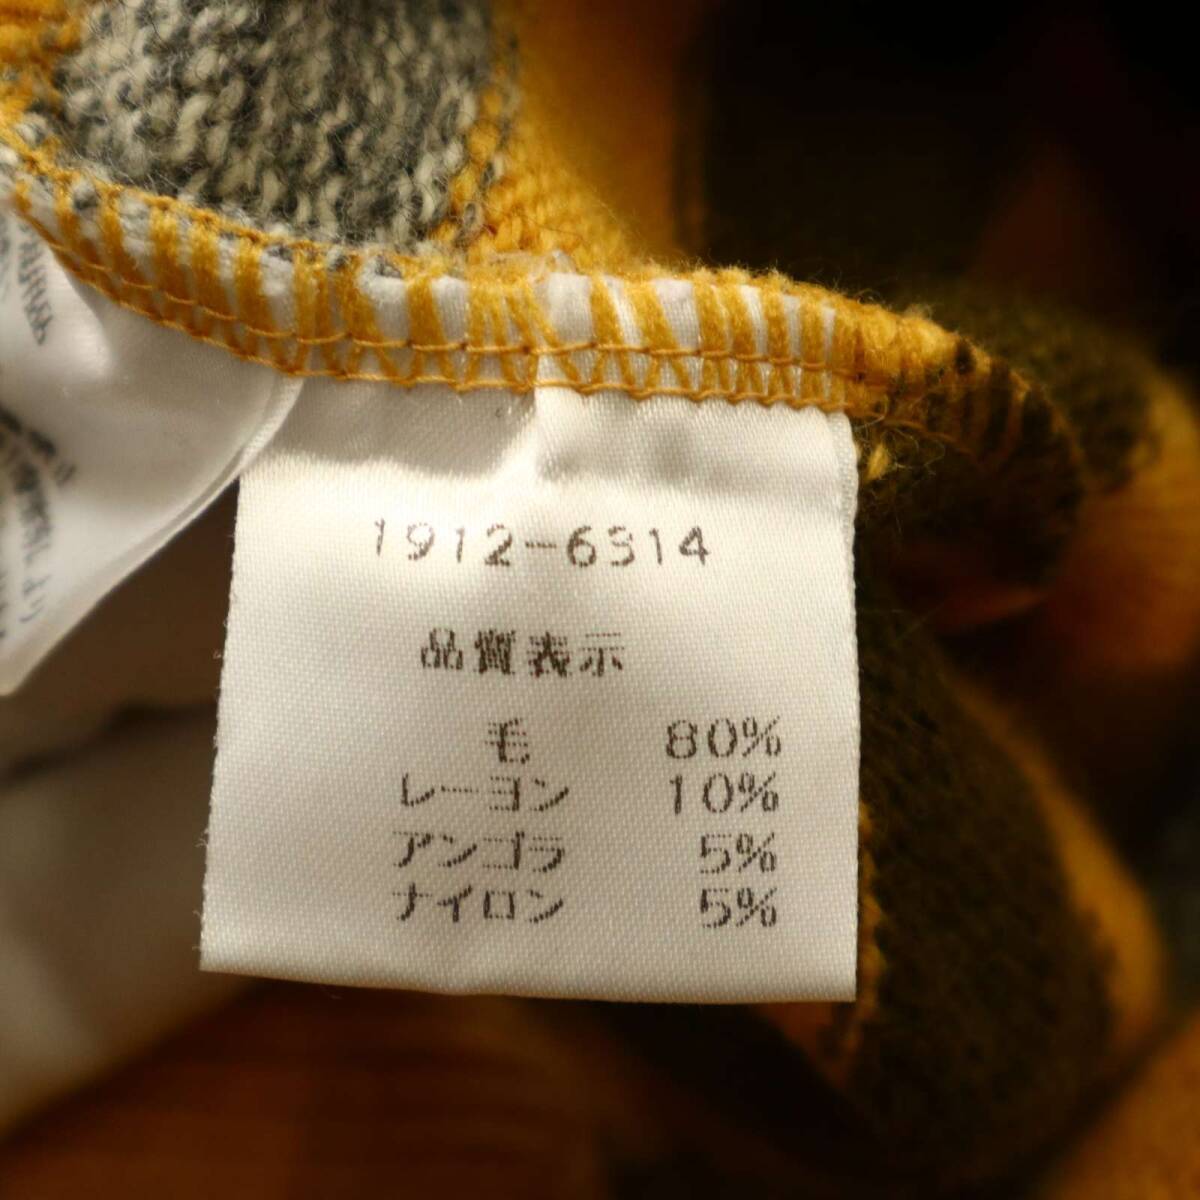 1912-6314
品質表示
毛 80%
レーヨン 10%
アンゴラ 5%
ナイロン 5%